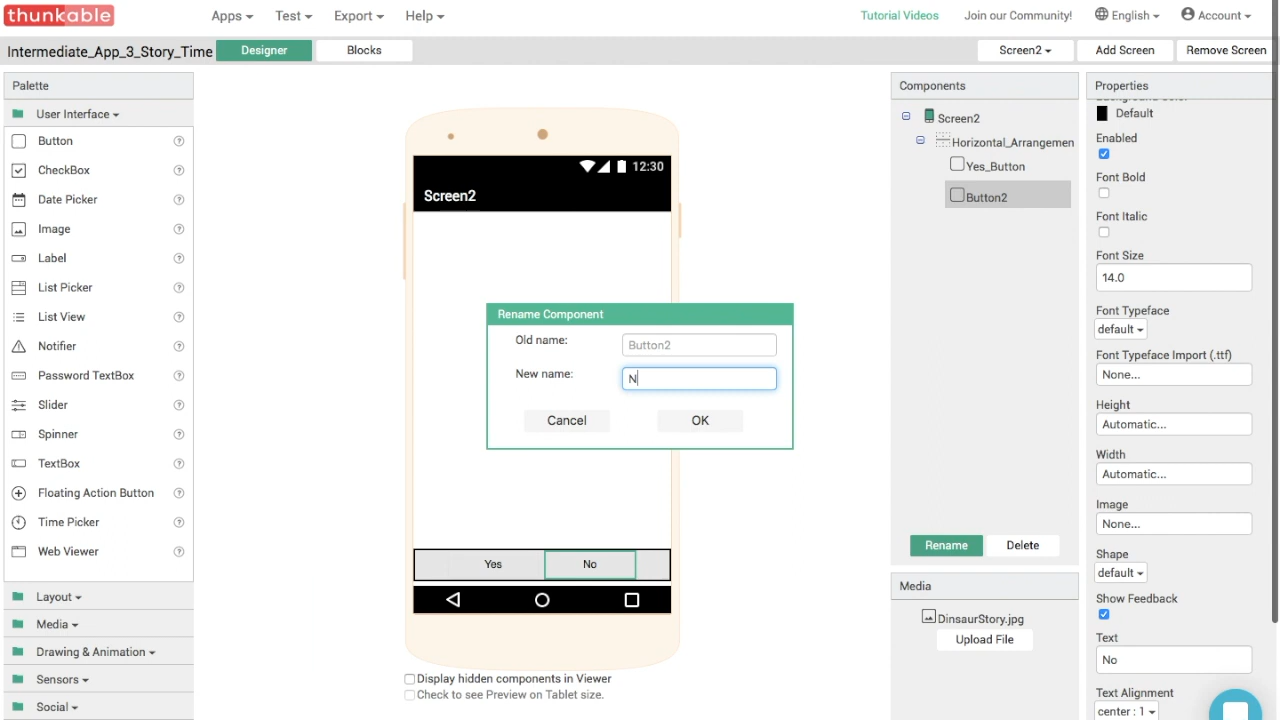 thunkable
Apps
Test
Export
Help
Tutorial Videos
Join our Community!
English
Account
Intermediate_App_3_Story_Time
Designer
Blocks
Screen2
Add Screen
Remove Screen
Palette
User Interface
Button
CheckBox
Date Picker
Image
Label
List Picker
List View
Notifier
Password TextBox
Slider
Spinner
TextBox
Floating Action Button
Time Picker
Web Viewer
Layout
Media
Drawing & Animation
Sensors
Social
12:30
Screen2
Rename Component
Old name:
Button2
New name:
N
Cancel
OK
Yes
No
Display hidden components in Viewer
Check to see Preview on Tablet size.
Components
Screen2
Horizontal_Arrangemen
Yes_Button
Button2
Rename
Delete
Media
DinsaurStory.jpg
Upload File
Properties
Background Color
Default
Enabled
Font Bold
Font Italic
Font Size
14.0
Font Typeface
default
Font Typeface Import (.ttf)
None...
Height
Automatic...
Width
Automatic...
Image
None...
Shape
default
Show Feedback
Text
No
Text Alignment
center : 1